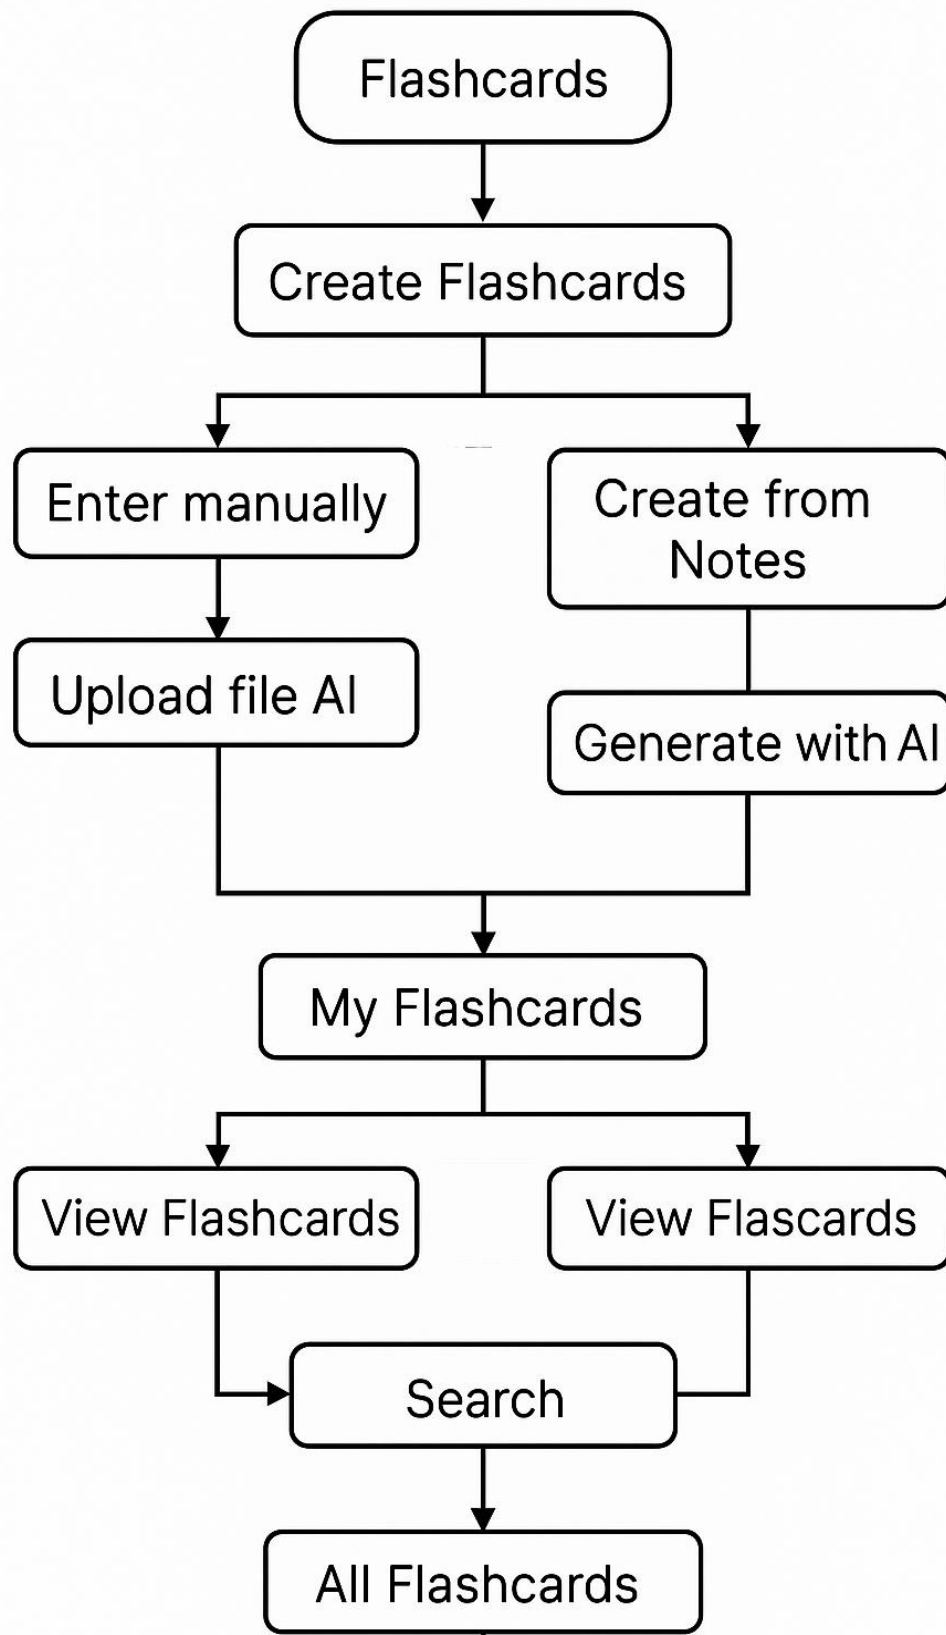 Flashcards
Create Flashcards
Enter manually
Create from
Notes
Upload file AI
Generate with AI
My Flashcards
View Flashcards
View Flascards
Search
All Flashcards